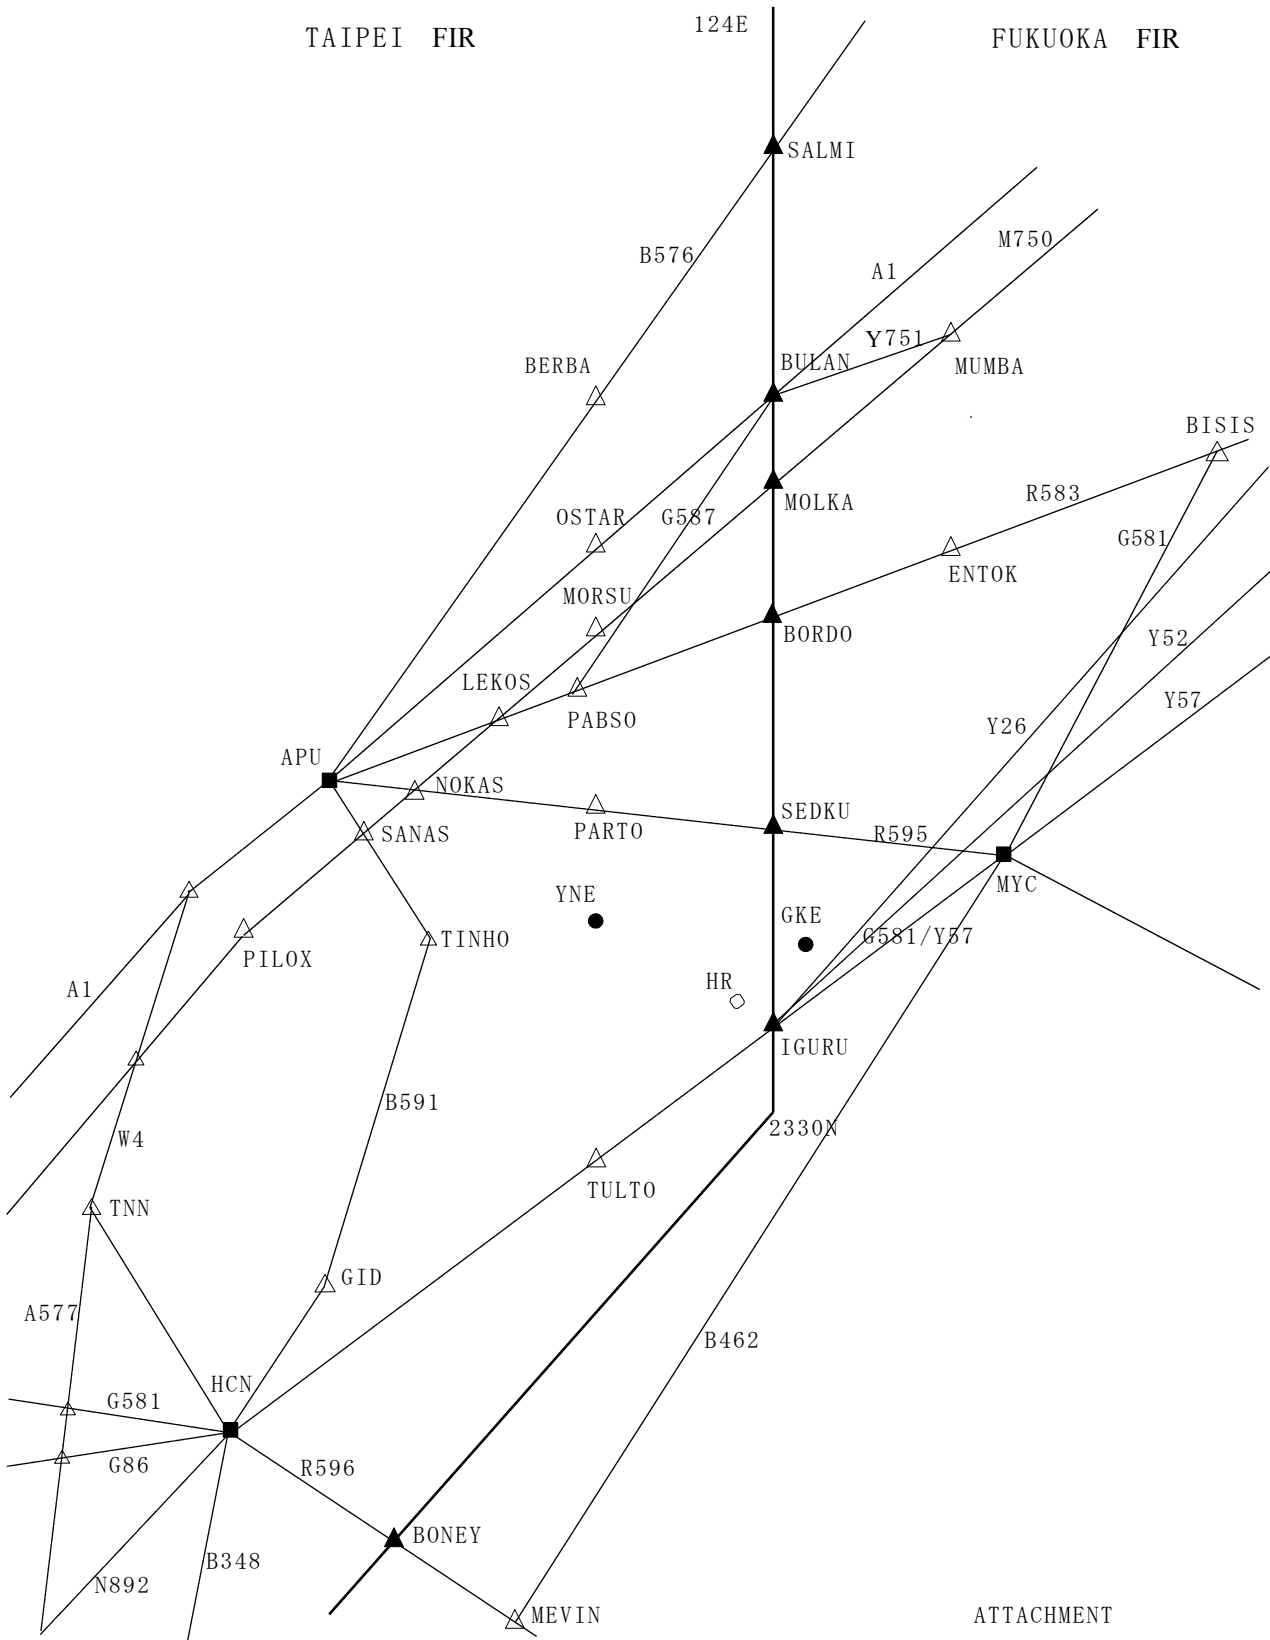 124E
TAIPEI FIR
FUKUOKA FIR
SALMI
M750
B576
A1
Y751
BULAN
BERBA
MUMBA
BISIS
R583
MOLKA
OSTAR
G587
G581
ENTOK
MORSU
BORDO
Y52
LEKOS
Y57
PABSO
Y26
APU
NOKAS
SEDKU
PARTO
SANAS
R595
MYC
YNE
GKE
G581/Y57
TINHO
PILOX
HR
A1
IGURU
B591
2330N
W4
TULTO
TNN
GID
A577
B462
HCN
G581
G86
R596
BONEY
B348
N892
MEVIN
ATTACHMENT